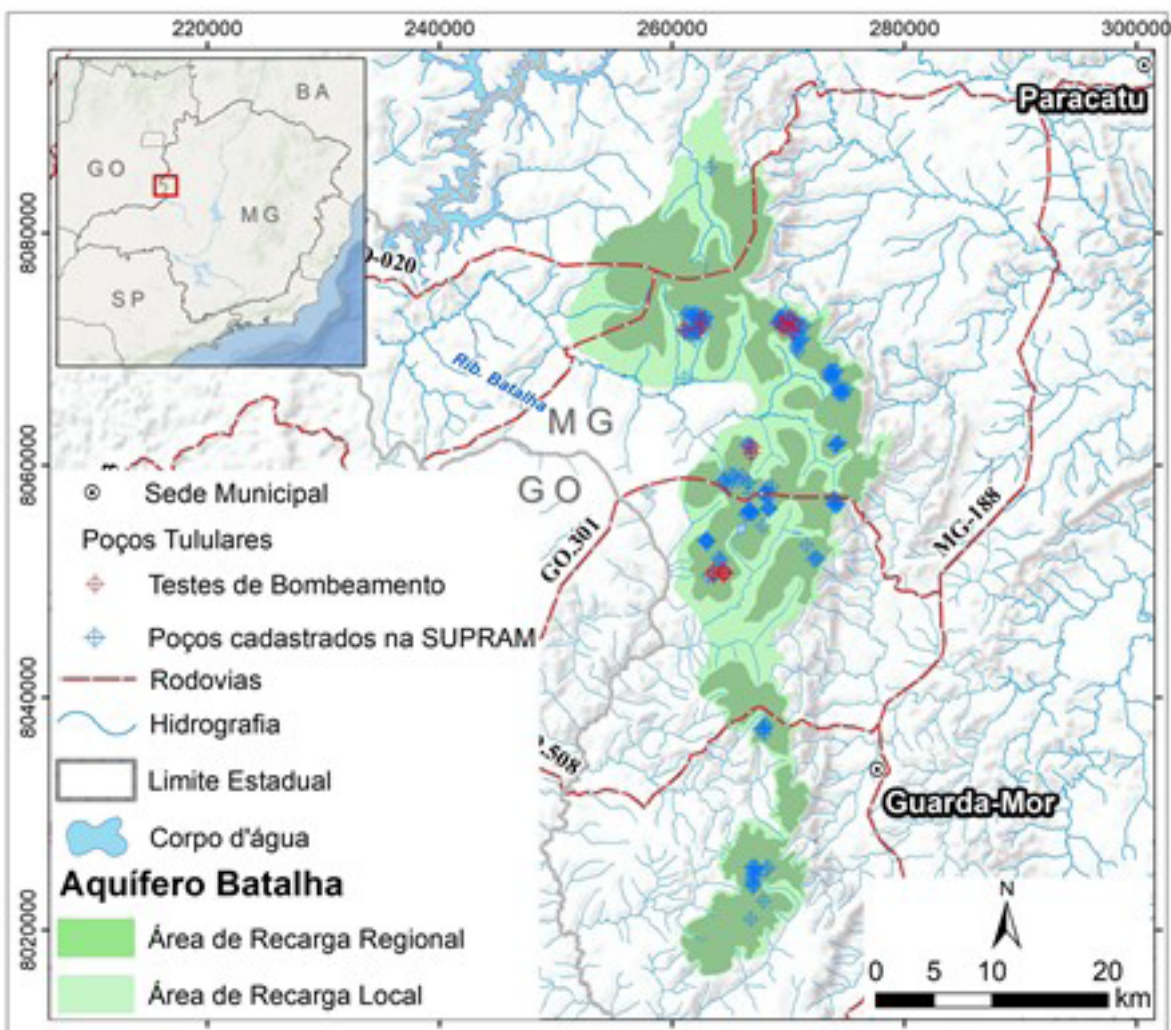 220000 240000 260000 280000 300000
BA
GO
MG
SP
Paracatu
8080000
-020
Rib. Batalha
MG
8060000
GO
GO.301
MG-188
Sede Municipal
Poços Tululares
Testes de Bombeamento
Poços cadastrados na SUPRAM
Rodovias
Hidrografia
Limite Estadual
Corpo d'água
Aquífero Batalha
Área de Recarga Regional
Área de Recarga Local
8040000
.508
Guarda-Mor
8020000
N
0 5 10 20
km